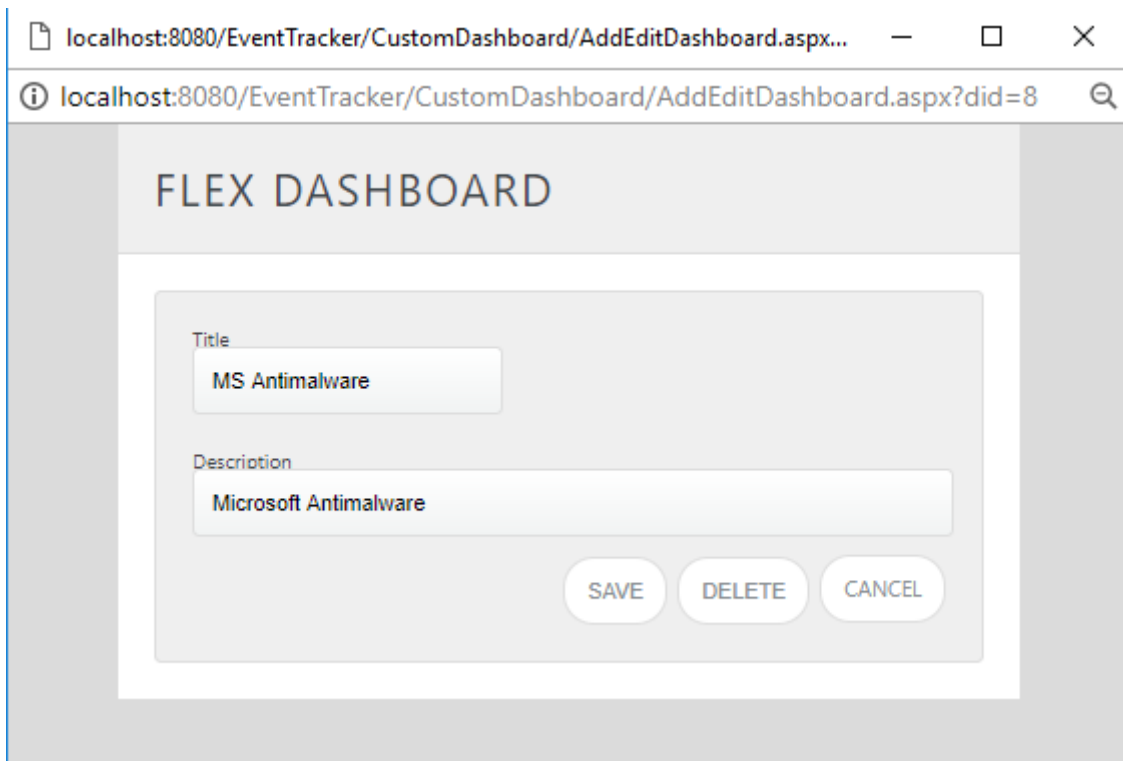 localhost:8080/EventTracker/CustomDashboard/AddEditDashboard.aspx...
localhost:8080/EventTracker/CustomDashboard/AddEditDashboard.aspx?did=8
FLEX DASHBOARD
Title
MS Antimalware
Description
Microsoft Antimalware
SAVE DELETE CANCEL